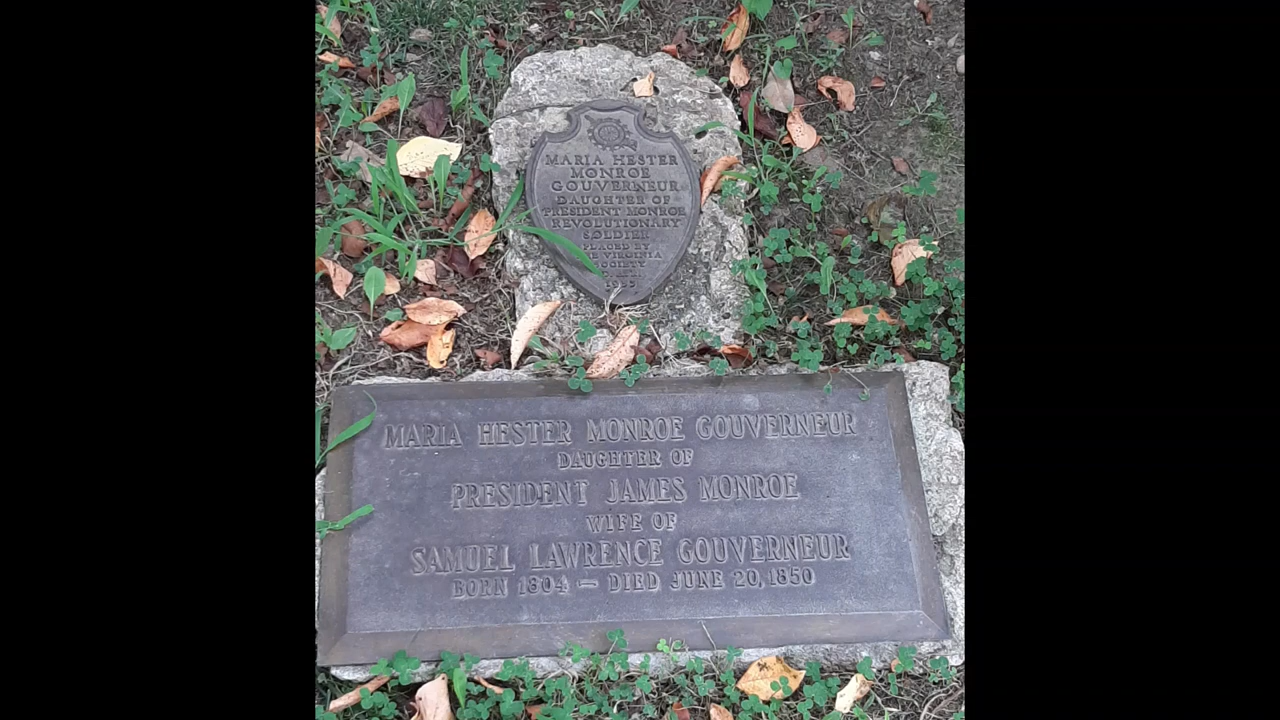 MARIA HESTER
MONROE
GOUVERNEUR
DAUGHTER OF
PRESIDENT MONROE
REVOLUTIONARY
SOLDIER
PLACED BY
VIRGINIA
SOCIETY
MARIA HESTER MONROE GOUVERNEUR
DAUGHTER OF
PRESIDENT JAMES MONROE
WIFE OF
SAMUEL LAWRENCE GOUVERNEUR
BORN 1804 — DIED JUNE 20, 1850